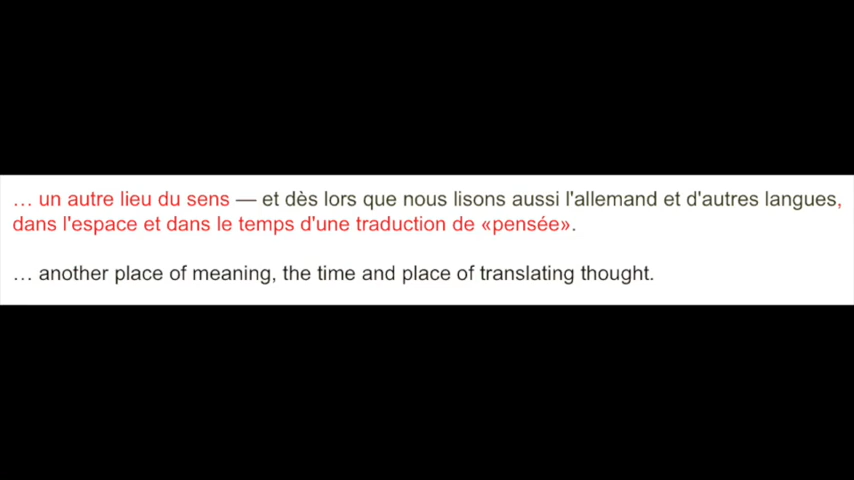 … un autre lieu du sens — et dès lors que nous lisons aussi l'allemand et d'autres langues,
dans l'espace et dans le temps d'une traduction de «pensée».
… another place of meaning, the time and place of translating thought.